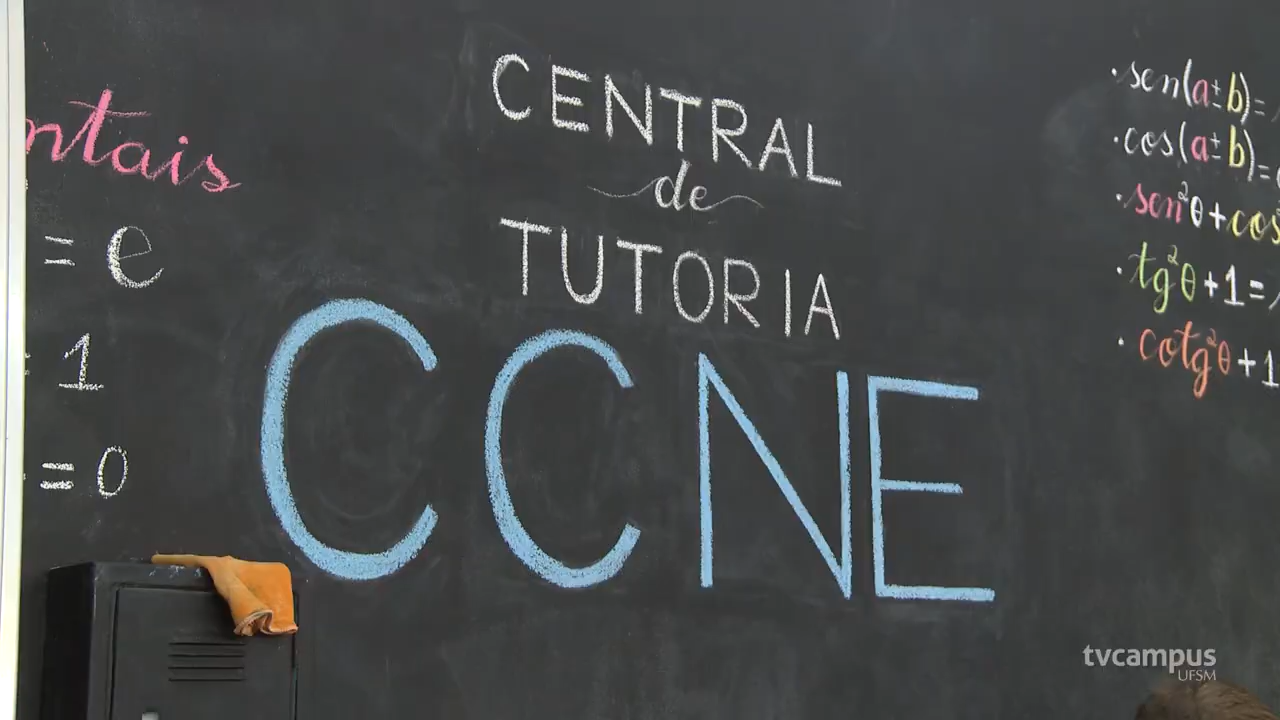 CENTRAL
de
TUTORIA
CCNE
ntais
= e
1
= 0
·sen(a±b)=
·cos(a±b)=
·sen²θ+cos
·tg²θ+1=
·cotg²θ+1
tvcampus
UFSM